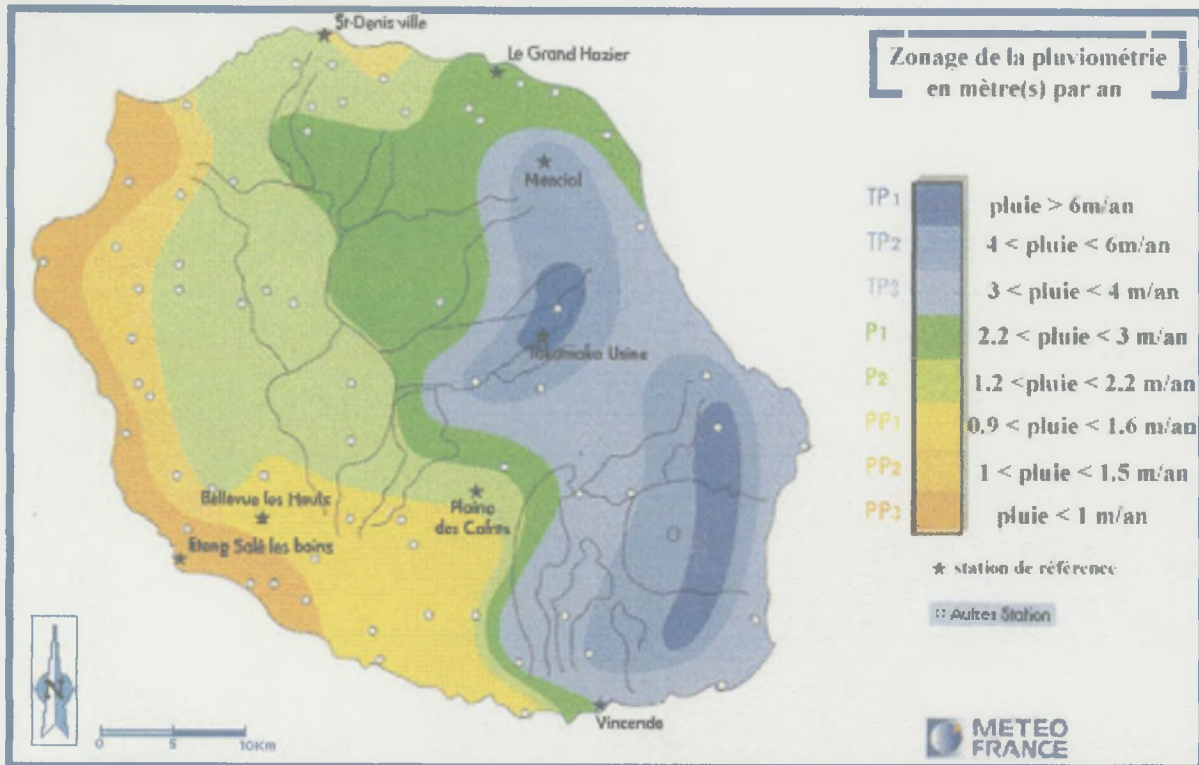 St-Denis ville
Le Grand Hazier
Menciol
Takamaka Usine
Bellevue les Hauts
Plaine
des Cafres
Etang Salé les bains
Vincendo
N
0 5 10Km
Zonage de la pluviométrie
en mètre(s) par an
TP1 pluie > 6m/an
TP2 4 < pluie < 6m/an
TP3 3 < pluie < 4 m/an
P1 2.2 < pluie < 3 m/an
P2 1.2 <pluie < 2.2 m/an
PP1 0.9 < pluie < 1.6 m/an
PP2 1 < pluie < 1.5 m/an
PP3 pluie < 1 m/an
★ station de référence
Autres Station
METEO
FRANCE